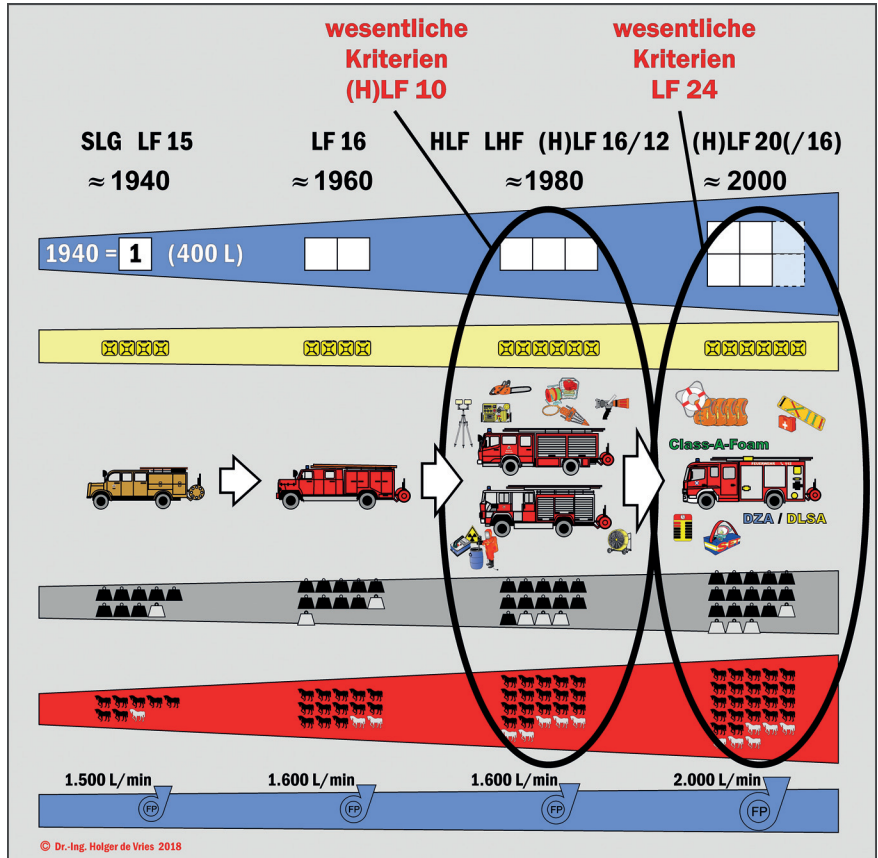 wesentliche
Kriterien
(H)LF 10
wesentliche
Kriterien
LF 24
SLG LF 15
≈ 1940
LF 16
≈ 1960
HLF LHF (H)LF 16/12
≈ 1980
(H)LF 20(/16)
≈ 2000
1940 = 1 (400 L)
Class-A-Foam
FEUERWEHR
DZA / DLSA
1.500 L/min
1.600 L/min
1.600 L/min
2.000 L/min
FP
FP
FP
FP
© Dr.-Ing. Holger de Vries 2018